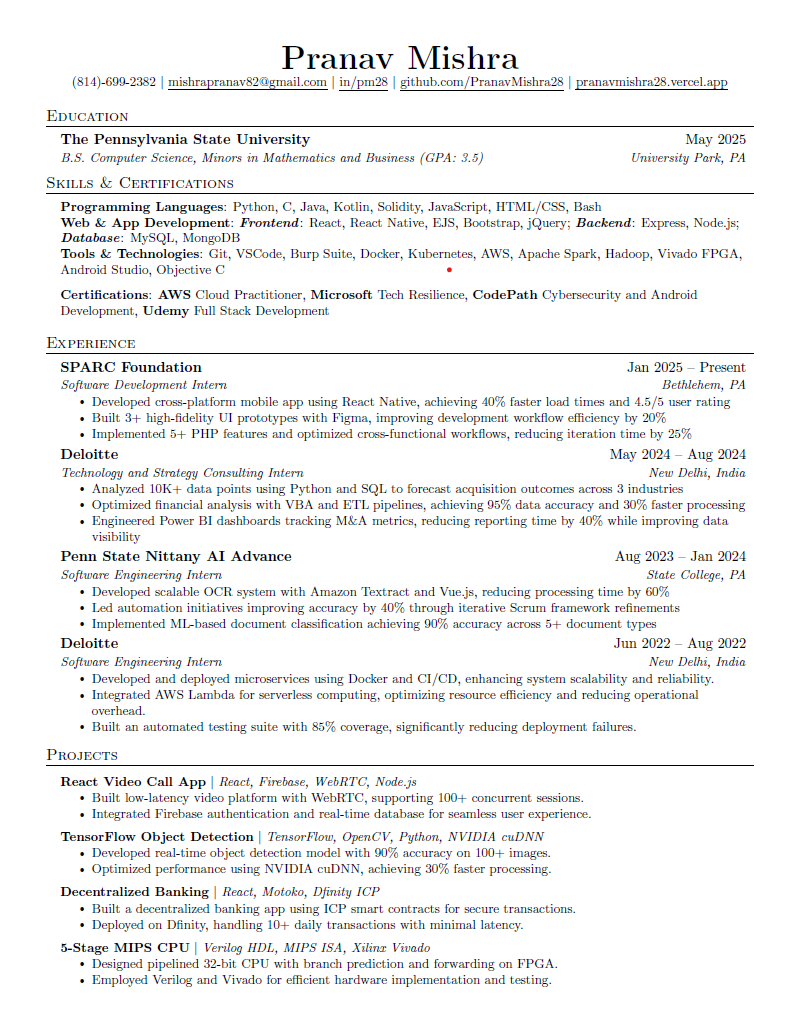 Pranav Mishra
(814)-699-2382 | mishrapranav82@gmail.com | in/pm28 | github.com/PranavMishra28 | pranavmishra28.vercel.app
Education
The Pennsylvania State University May 2025
B.S. Computer Science, Minors in Mathematics and Business (GPA: 3.5) University Park, PA
Skills & Certifications
Programming Languages: Python, C, Java, Kotlin, Solidity, JavaScript, HTML/CSS, Bash
Web & App Development: Frontend: React, React Native, EJS, Bootstrap, jQuery; Backend: Express, Node.js;
Database: MySQL, MongoDB
Tools & Technologies: Git, VSCode, Burp Suite, Docker, Kubernetes, AWS, Apache Spark, Hadoop, Vivado FPGA,
Android Studio, Objective C
Certifications: AWS Cloud Practitioner, Microsoft Tech Resilience, CodePath Cybersecurity and Android
Development, Udemy Full Stack Development
Experience
SPARC Foundation Jan 2025 – Present
Software Development Intern Bethlehem, PA
• Developed cross-platform mobile app using React Native, achieving 40% faster load times and 4.5/5 user rating
• Built 3+ high-fidelity UI prototypes with Figma, improving development workflow efficiency by 20%
• Implemented 5+ PHP features and optimized cross-functional workflows, reducing iteration time by 25%
Deloitte May 2024 – Aug 2024
Technology and Strategy Consulting Intern New Delhi, India
• Analyzed 10K+ data points using Python and SQL to forecast acquisition outcomes across 3 industries
• Optimized financial analysis with VBA and ETL pipelines, achieving 95% data accuracy and 30% faster processing
• Engineered Power BI dashboards tracking M&A metrics, reducing reporting time by 40% while improving data
visibility
Penn State Nittany AI Advance Aug 2023 – Jan 2024
Software Engineering Intern State College, PA
• Developed scalable OCR system with Amazon Textract and Vue.js, reducing processing time by 60%
• Led automation initiatives improving accuracy by 40% through iterative Scrum framework refinements
• Implemented ML-based document classification achieving 90% accuracy across 5+ document types
Deloitte Jun 2022 – Aug 2022
Software Engineering Intern New Delhi, India
• Developed and deployed microservices using Docker and CI/CD, enhancing system scalability and reliability.
• Integrated AWS Lambda for serverless computing, optimizing resource efficiency and reducing operational
overhead.
• Built an automated testing suite with 85% coverage, significantly reducing deployment failures.
Projects
React Video Call App | React, Firebase, WebRTC, Node.js
• Built low-latency video platform with WebRTC, supporting 100+ concurrent sessions.
• Integrated Firebase authentication and real-time database for seamless user experience.
TensorFlow Object Detection | TensorFlow, OpenCV, Python, NVIDIA cuDNN
• Developed real-time object detection model with 90% accuracy on 100+ images.
• Optimized performance using NVIDIA cuDNN, achieving 30% faster processing.
Decentralized Banking | React, Motoko, Dfinity ICP
• Built a decentralized banking app using ICP smart contracts for secure transactions.
• Deployed on Dfinity, handling 10+ daily transactions with minimal latency.
5-Stage MIPS CPU | Verilog HDL, MIPS ISA, Xilinx Vivado
• Designed pipelined 32-bit CPU with branch prediction and forwarding on FPGA.
• Employed Verilog and Vivado for efficient hardware implementation and testing.